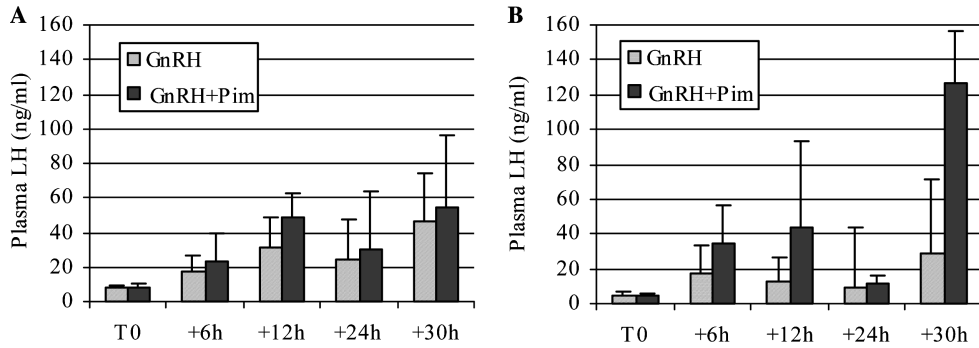 A
Plasma LH (ng/ml)
160
140
120
100
80
60
40
20
0
GnRH
GnRH+Pim
T0 +6h +12h +24h +30h
B
Plasma LH (ng/ml)
160
140
120
100
80
60
40
20
0
GnRH
GnRH+Pim
T0 +6h +12h +24h +30h